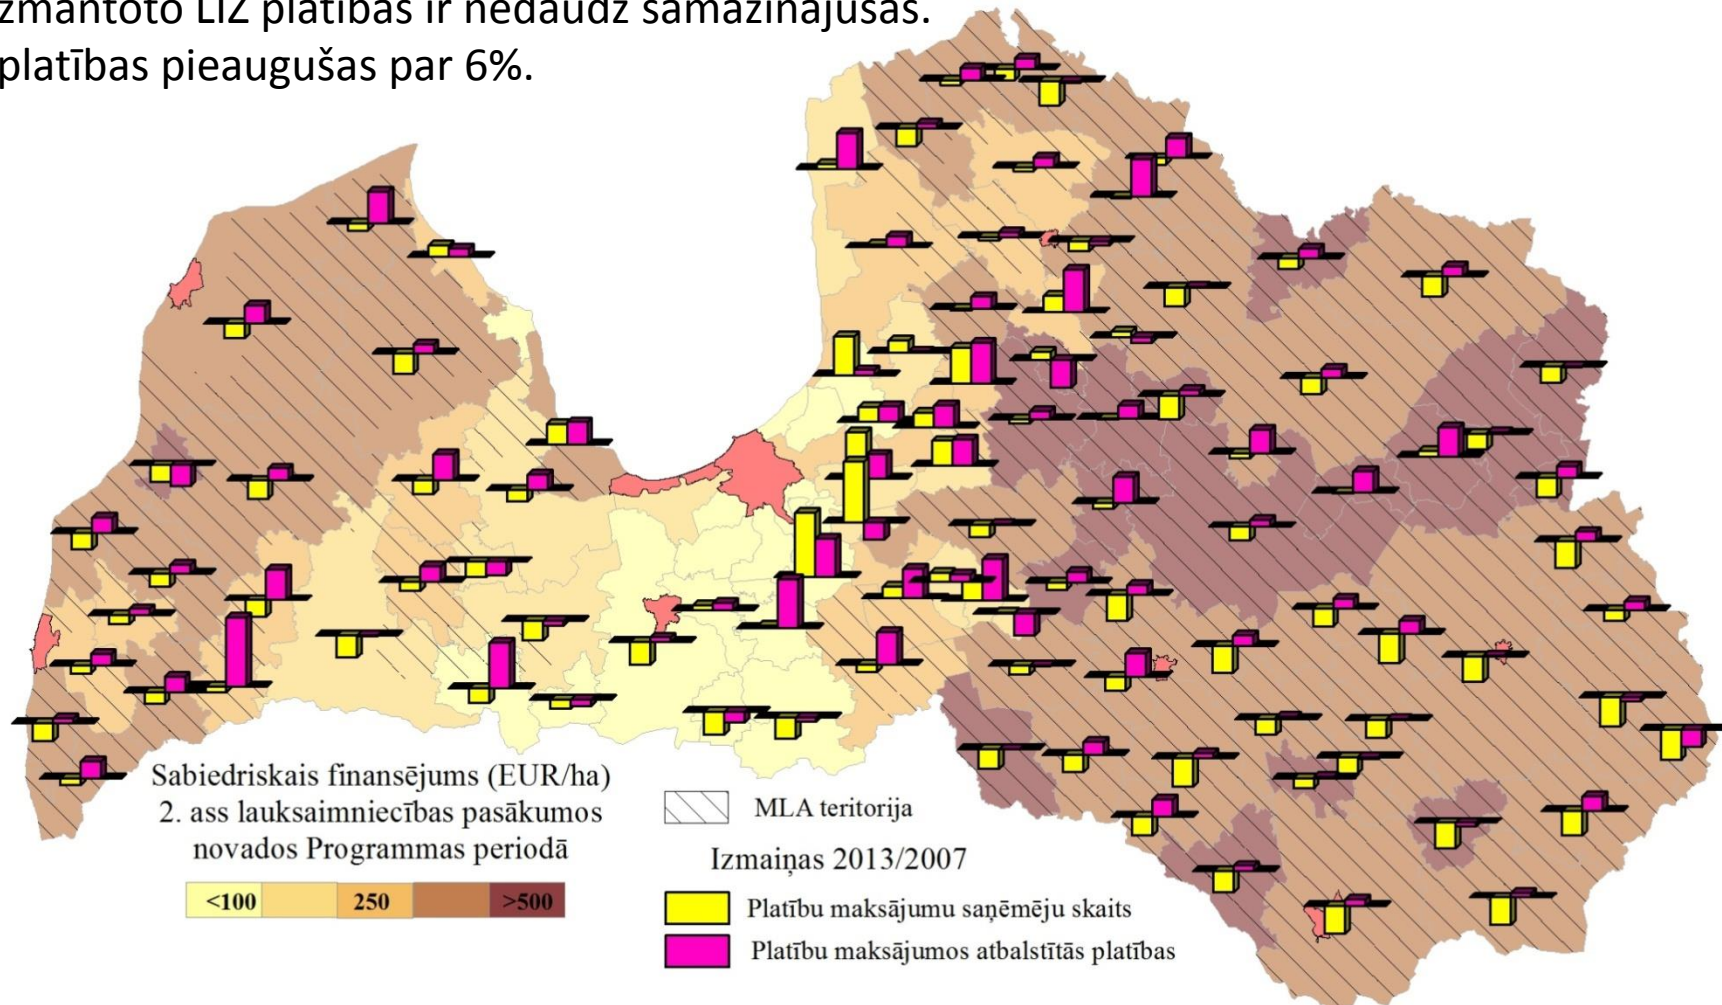 zmantoto LIZ platības ir nedaudz samazinājušās.
platības pieaugušas par 6%.
Sabiedriskais finansējums (EUR/ha)
2. ass lauksaimniecības pasākumos
novados Programmas periodā
<100 250 >500
MLA teritorija
Izmaiņas 2013/2007
Platību maksājumu saņēmēju skaits
Platību maksājumos atbalstītās platības